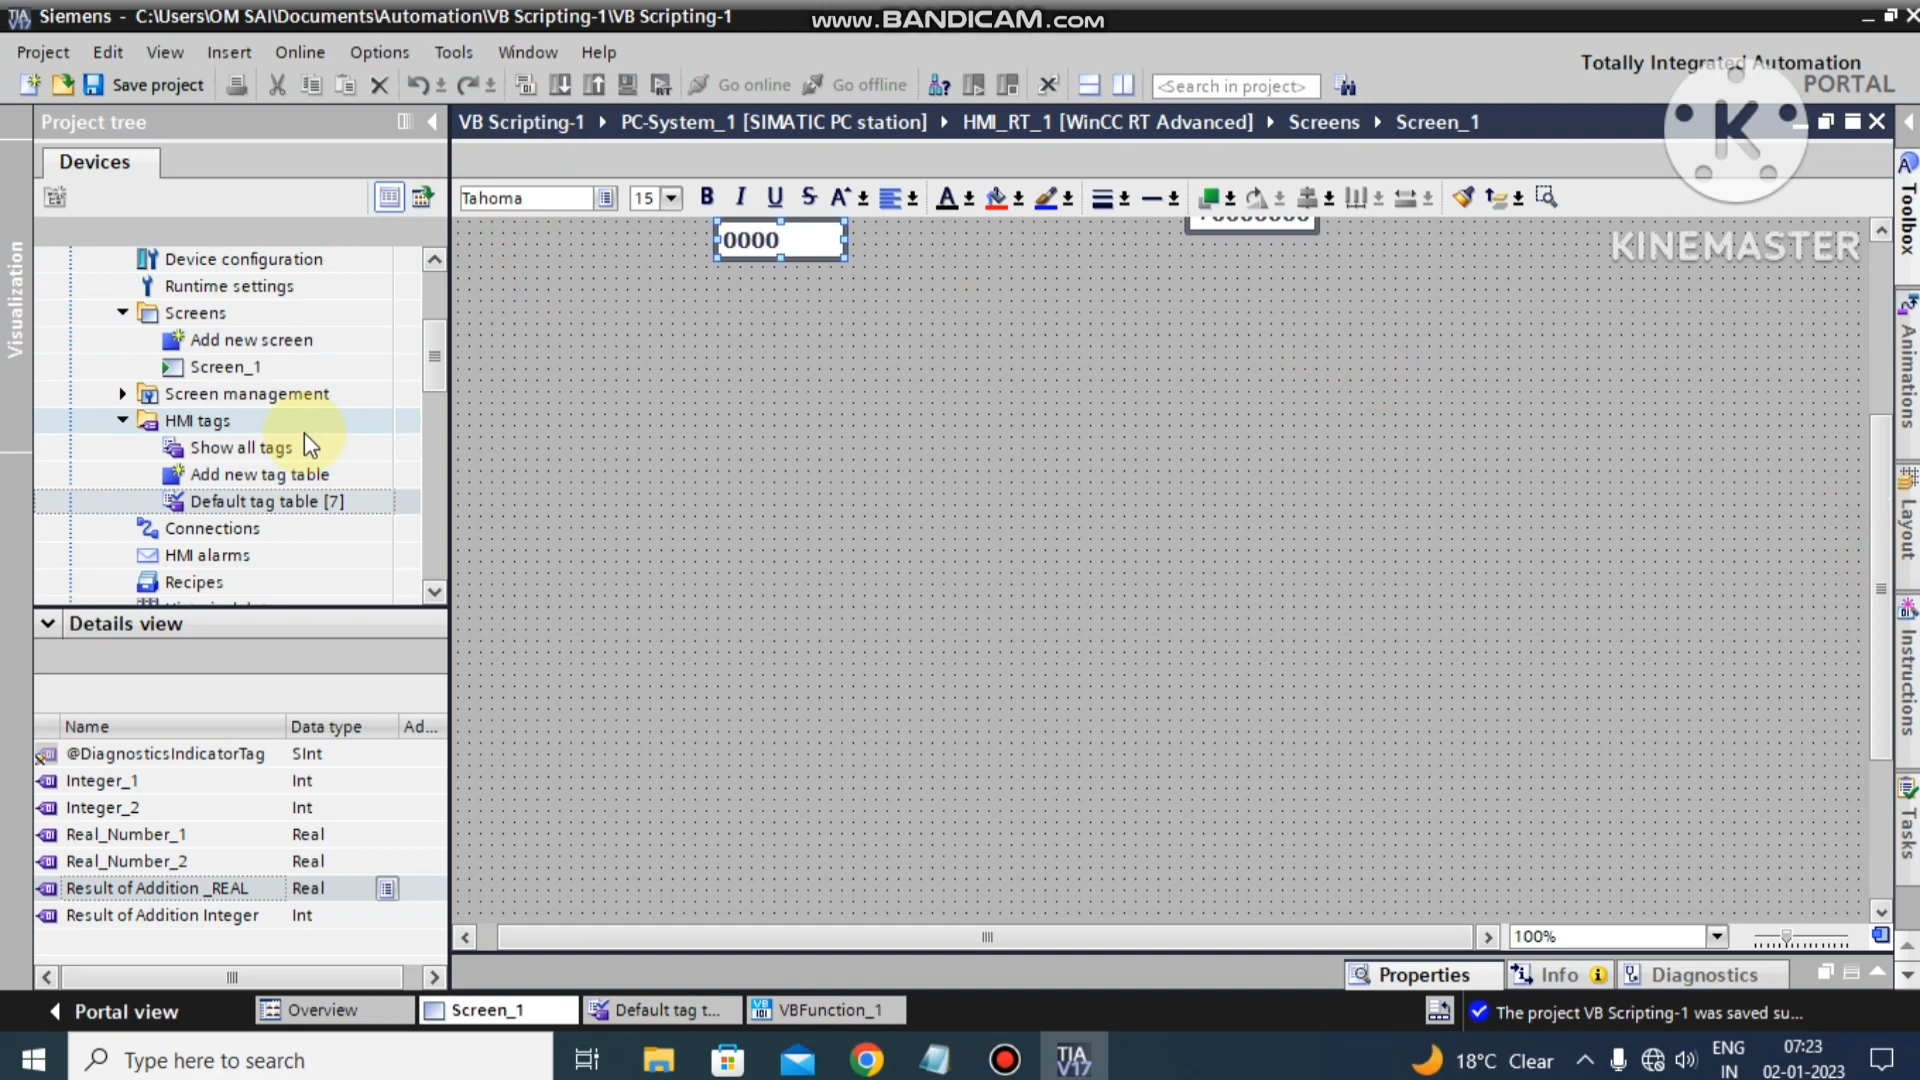 TIA V17 Siemens - C:\Users\OM SAI\Documents\Automation\VB Scripting-1\VB Scripting-1
www.BANDICAM.com
Project Edit View Insert Online Options Tools Window Help
Totally Integrated Automation
PORTAL
Save project
Go online
Go offline
<Search in project>
Project tree
VB Scripting-1 PC-System_1 [SIMATIC PC station] HMI_RT_1 [WinCC RT Advanced] Screens Screen_1
Devices
Tahoma 15 B I U S A A
K
KINEMASTER
0000
Visualization
Device configuration
Runtime settings
Screens
Add new screen
Screen_1
Screen management
HMI tags
Show all tags
Add new tag table
Default tag table [7]
Connections
HMI alarms
Recipes
Details view
Name Data type Ad...
@DiagnosticsIndicatorTag SInt
Integer_1 Int
Integer_2 Int
Real_Number_1 Real
Real_Number_2 Real
Result of Addition _REAL Real
Result of Addition Integer Int
Toolbox
Animations
Layout
Instructions
Tasks
100%
Properties Info Diagnostics
Portal view Overview Screen_1 Default tag t... VBFunction_1 The project VB Scripting-1 was saved su...
Type here to search
TIA V17
18°C Clear
ENG
IN
07:23
02-01-2023